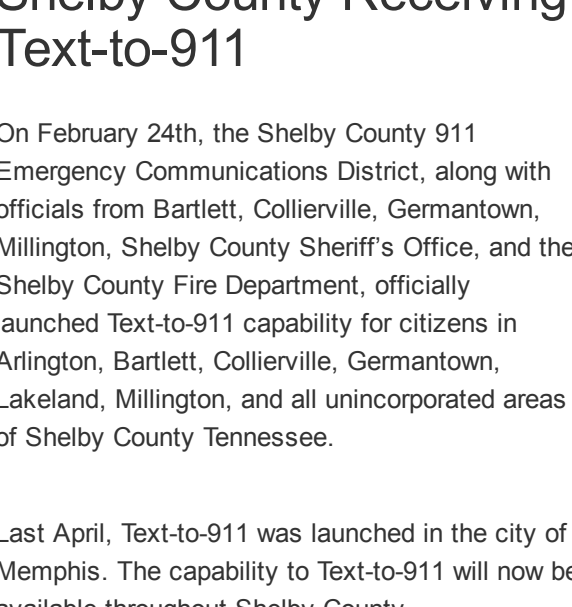 Shelby County Receiving
Text-to-911
On February 24th, the Shelby County 911
Emergency Communications District, along with
officials from Bartlett, Collierville, Germantown,
Millington, Shelby County Sheriff’s Office, and the
Shelby County Fire Department, officially
launched Text-to-911 capability for citizens in
Arlington, Bartlett, Collierville, Germantown,
Lakeland, Millington, and all unincorporated areas
of Shelby County Tennessee.
Last April, Text-to-911 was launched in the city of
Memphis. The capability to Text-to-911 will now be
available throughout Shelby County